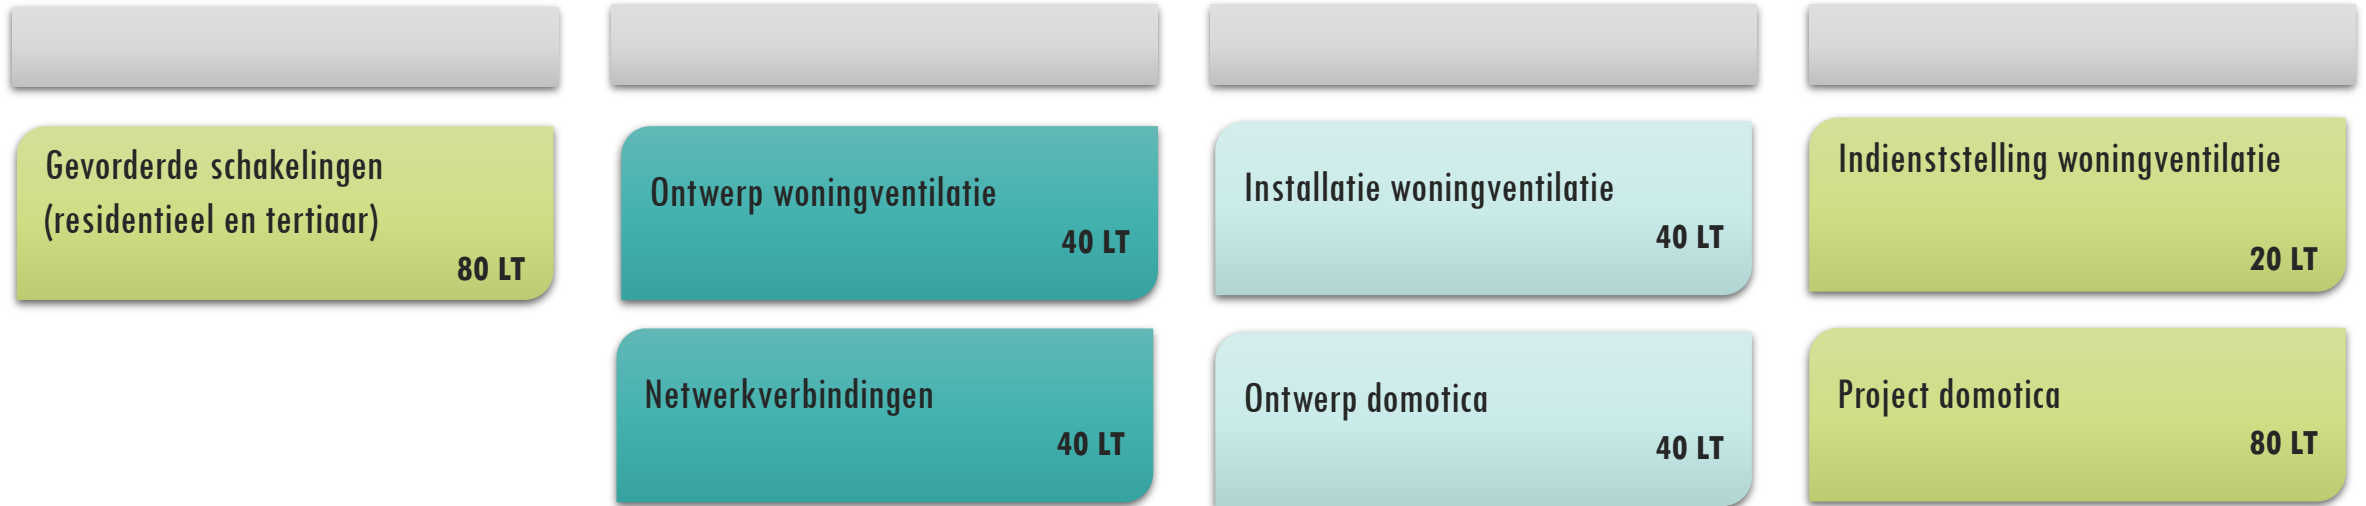 Gevorderde schakelingen
(residentieel en tertiaar)
80 LT
Ontwerp woningventilatie
40 LT
Installatie woningventilatie
40 LT
Indienststelling woningventilatie
20 LT
Netwerkverbindingen
40 LT
Ontwerp domotica
40 LT
Project domotica
80 LT